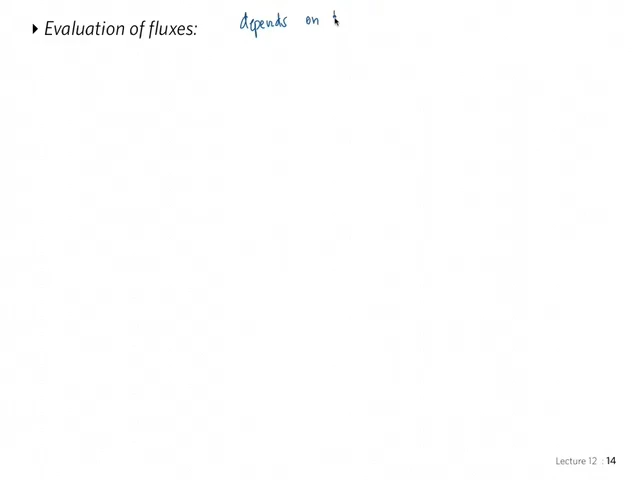 ‣ Evaluation of fluxes: depends on
Lecture 12 : 14